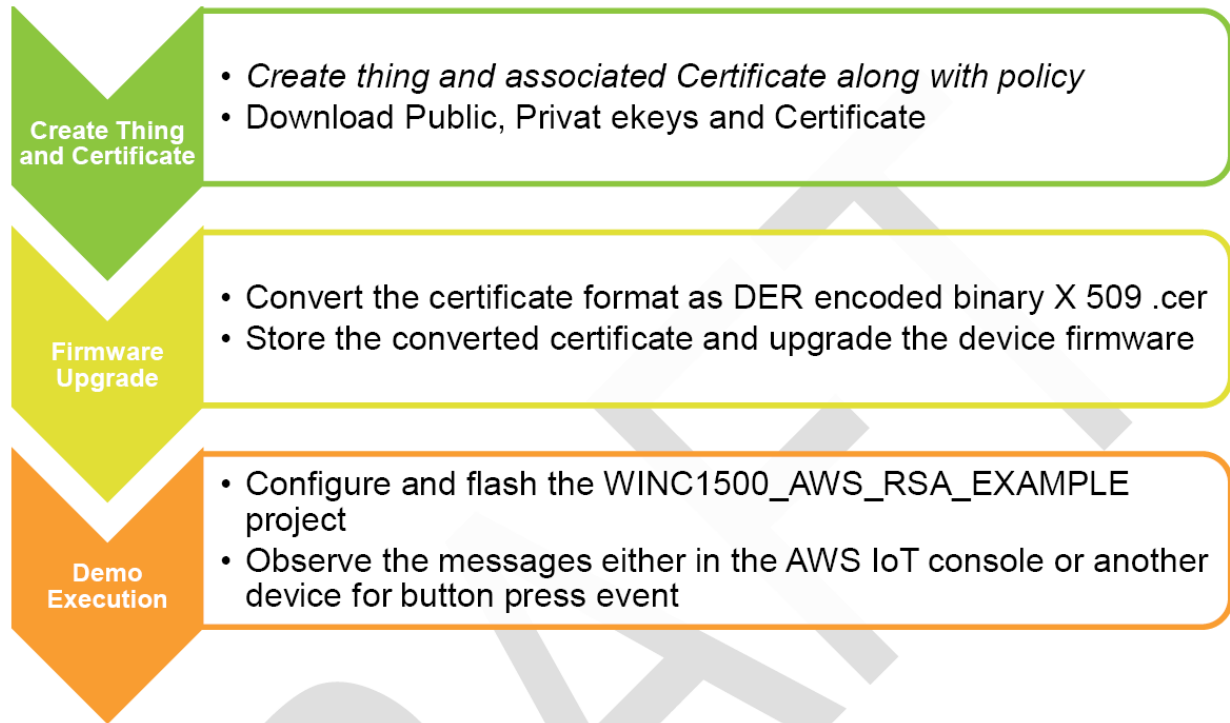 Create Thing
and Certificate
• Create thing and associated Certificate along with policy
• Download Public, Privat ekeys and Certificate
Firmware
Upgrade
• Convert the certificate format as DER encoded binary X 509 .cer
• Store the converted certificate and upgrade the device firmware
Demo
Execution
• Configure and flash the WINC1500_AWS_RSA_EXAMPLE
project
• Observe the messages either in the AWS IoT console or another
device for button press event
DRAFT